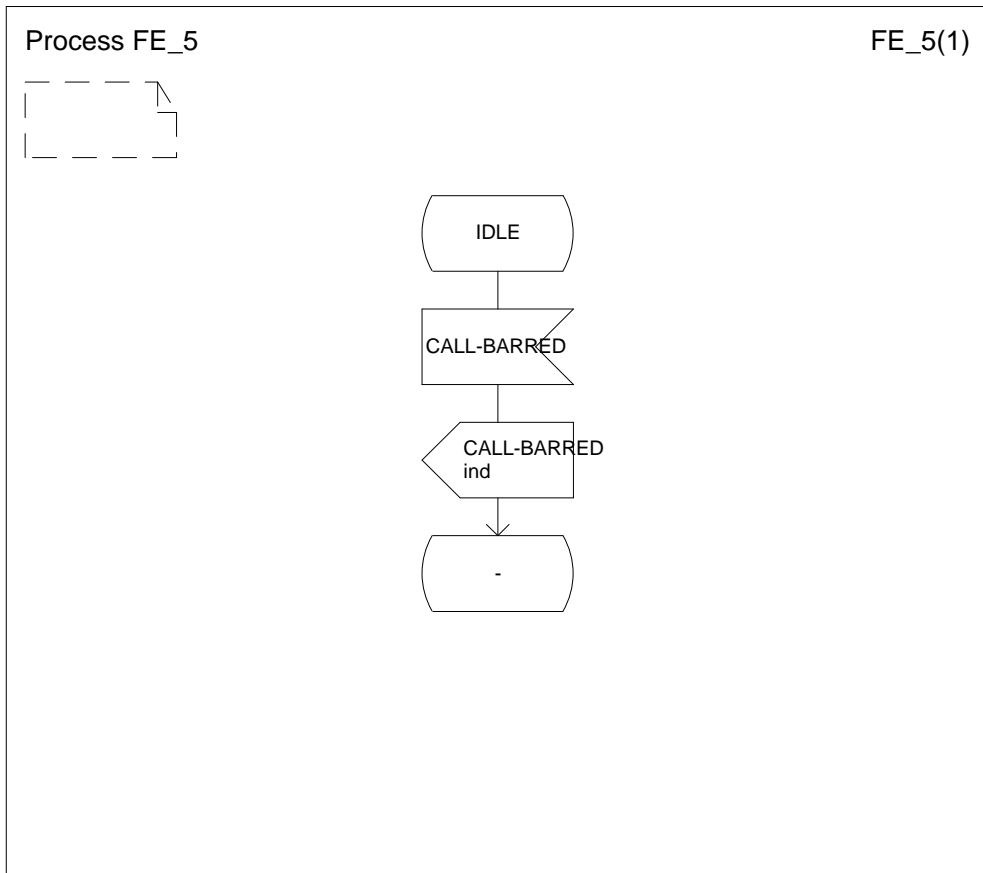 Process FE_5
FE_5(1)
IDLE
CALL-BARRED
CALL-BARRED
ind
-